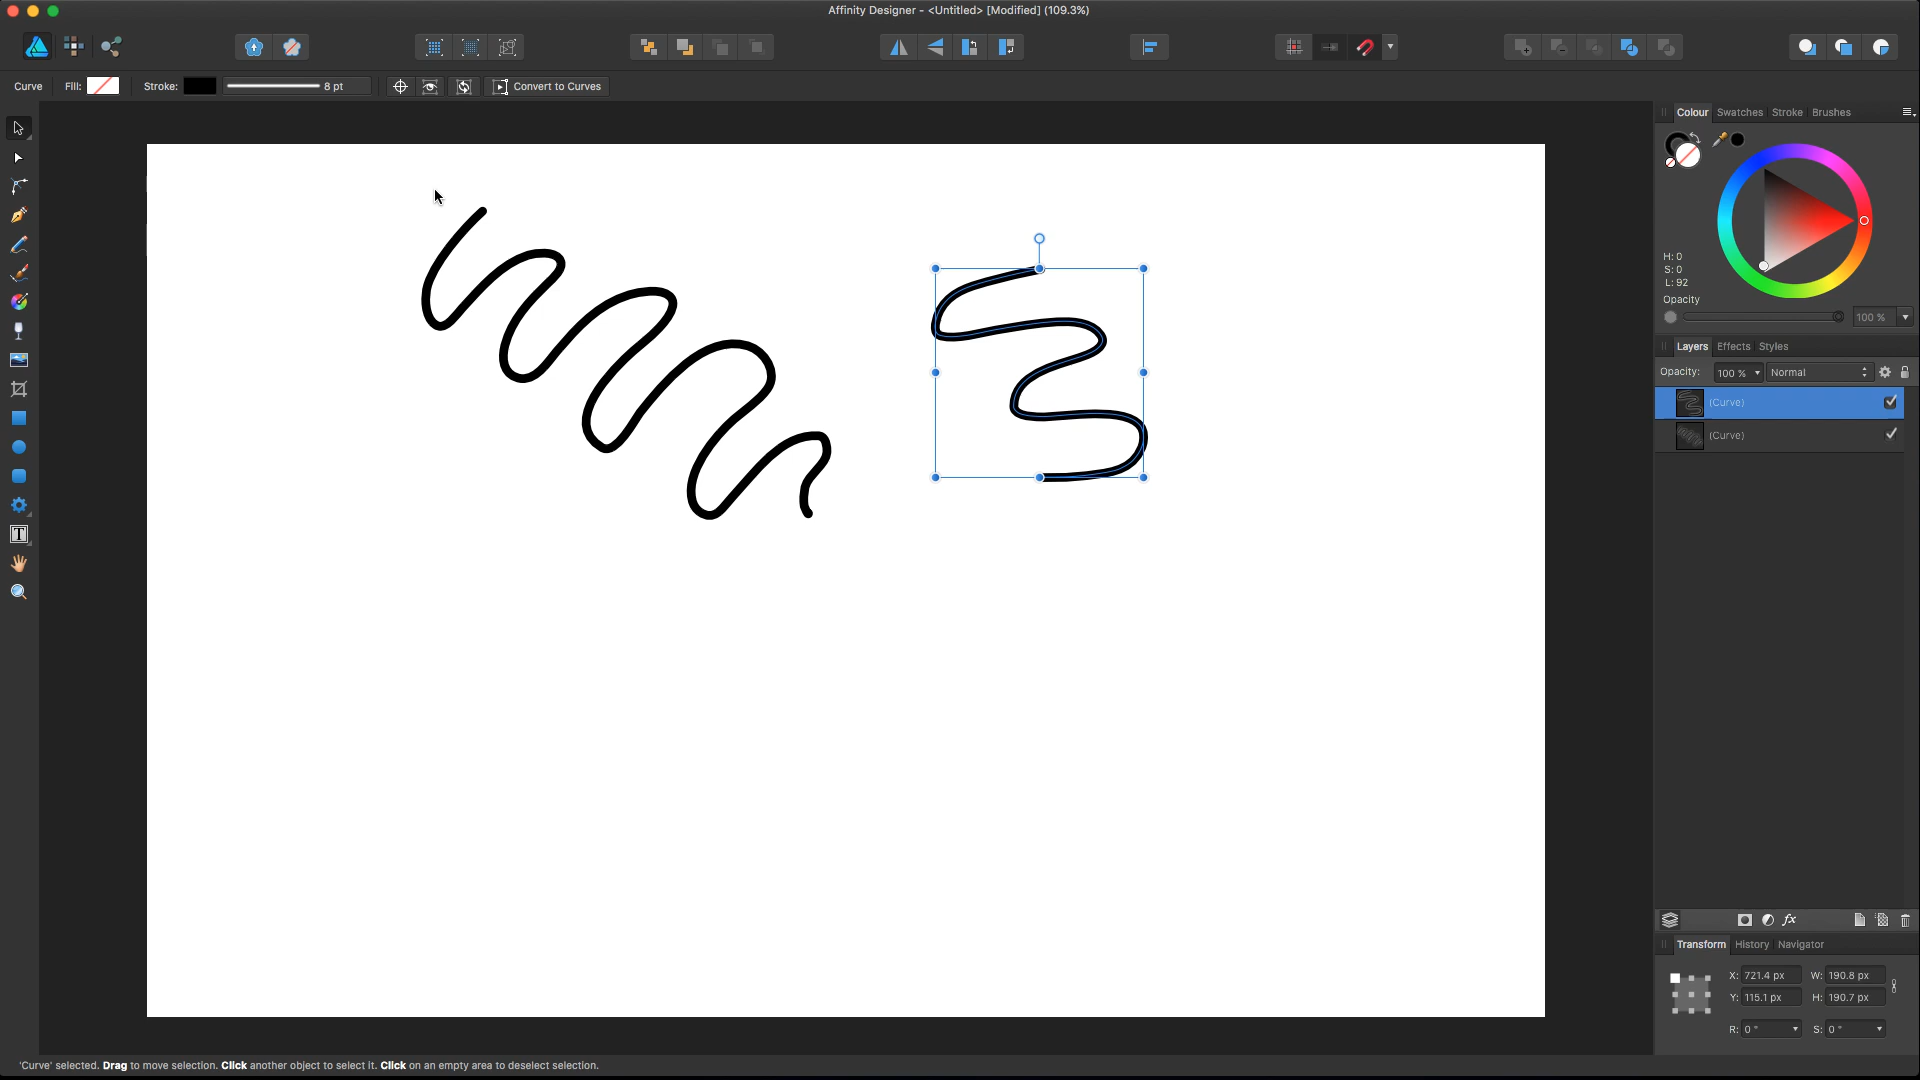 Affinity Designer - <Untitled> [Modified] (109.3%)
Curve Fill: Stroke: 8 pt Convert to Curves
Colour Swatches Stroke Brushes
H: 0
S: 0
L: 92
Opacity
100 %
Layers Effects Styles
Opacity: 100 % Normal
(Curve)
(Curve)
T
fx
Transform History Navigator
X: 721.4 px W: 190.8 px
Y: 115.1 px H: 190.7 px
R: 0 ° S: 0 °
'Curve' selected. Drag to move selection. Click another object to select it. Click on an empty area to deselect selection.